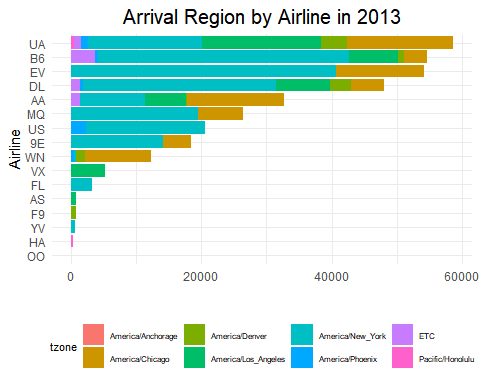 Arrival Region by Airline in 2013
Airline
UA
B6
EV
DL
AA
MQ
US
9E
WN
VX
FL
AS
F9
YV
HA
OO
0 20000 40000 60000
tzone
America/Anchorage America/Denver America/New_York ETC
America/Chicago America/Los_Angeles America/Phoenix Pacific/Honolulu